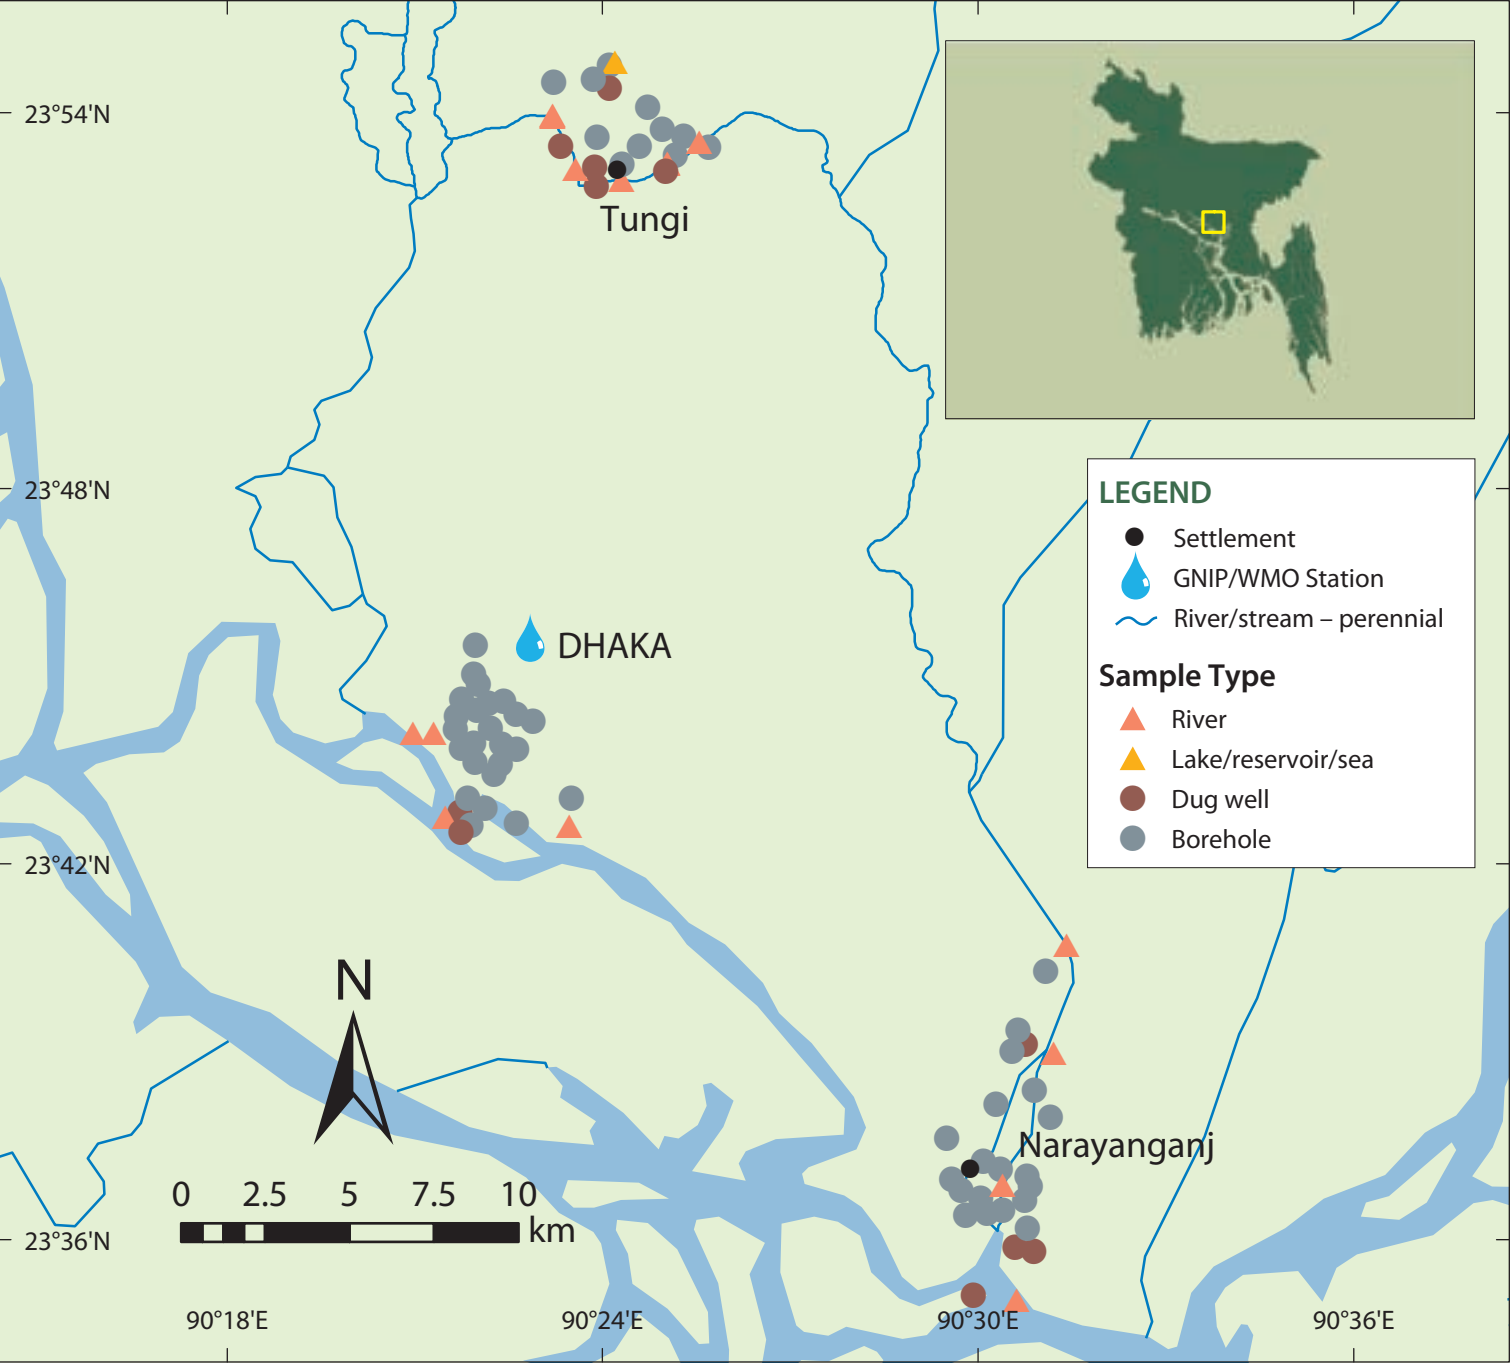 23°54'N
Tungi
23°48'N
LEGEND
Settlement
GNIP/WMO Station
River/stream – perennial
Sample Type
River
Lake/reservoir/sea
Dug well
Borehole
DHAKA
23°42'N
N
Narayanganj
0 2.5 5 7.5 10
km
23°36'N
90°18'E 90°24'E 90°30'E 90°36'E